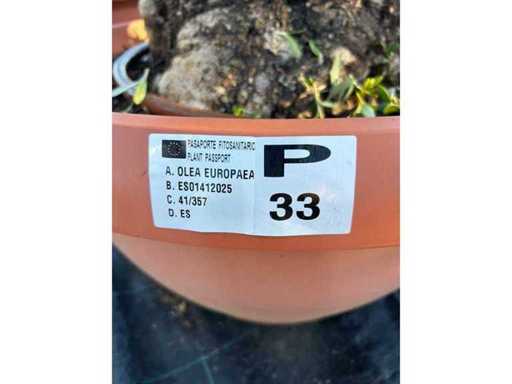 PASAPORTE FITOSANITARIO
PLANT PASSPORT
A. OLEA EUROPAEA
B. ES01412025
C. 41/357
D. ES
P
33